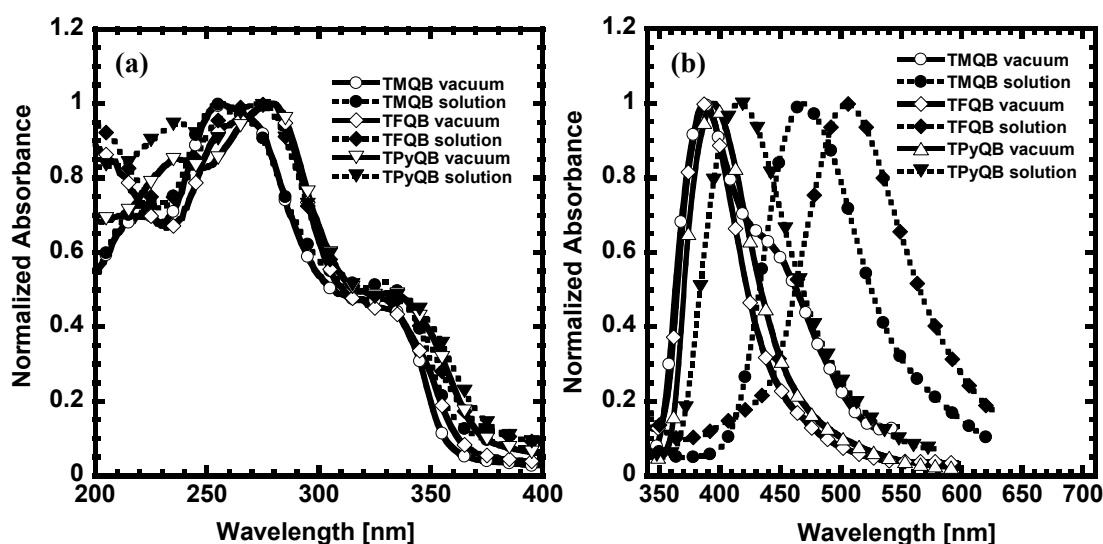 (a)
TMQB vacuum
TMQB solution
TFQB vacuum
TFQB solution
TPyQB vacuum
TPyQB solution
Normalized Absorbance
1.2
1
0.8
0.6
0.4
0.2
0
200 250 300 350 400
Wavelength [nm]
(b)
TMQB vacuum
TMQB solution
TFQB vacuum
TFQB solution
TPyQB vacuum
TPyQB solution
Normalized Absorbance
1.2
1
0.8
0.6
0.4
0.2
0
350 400 450 500 550 600 650 700
Wavelength [nm]